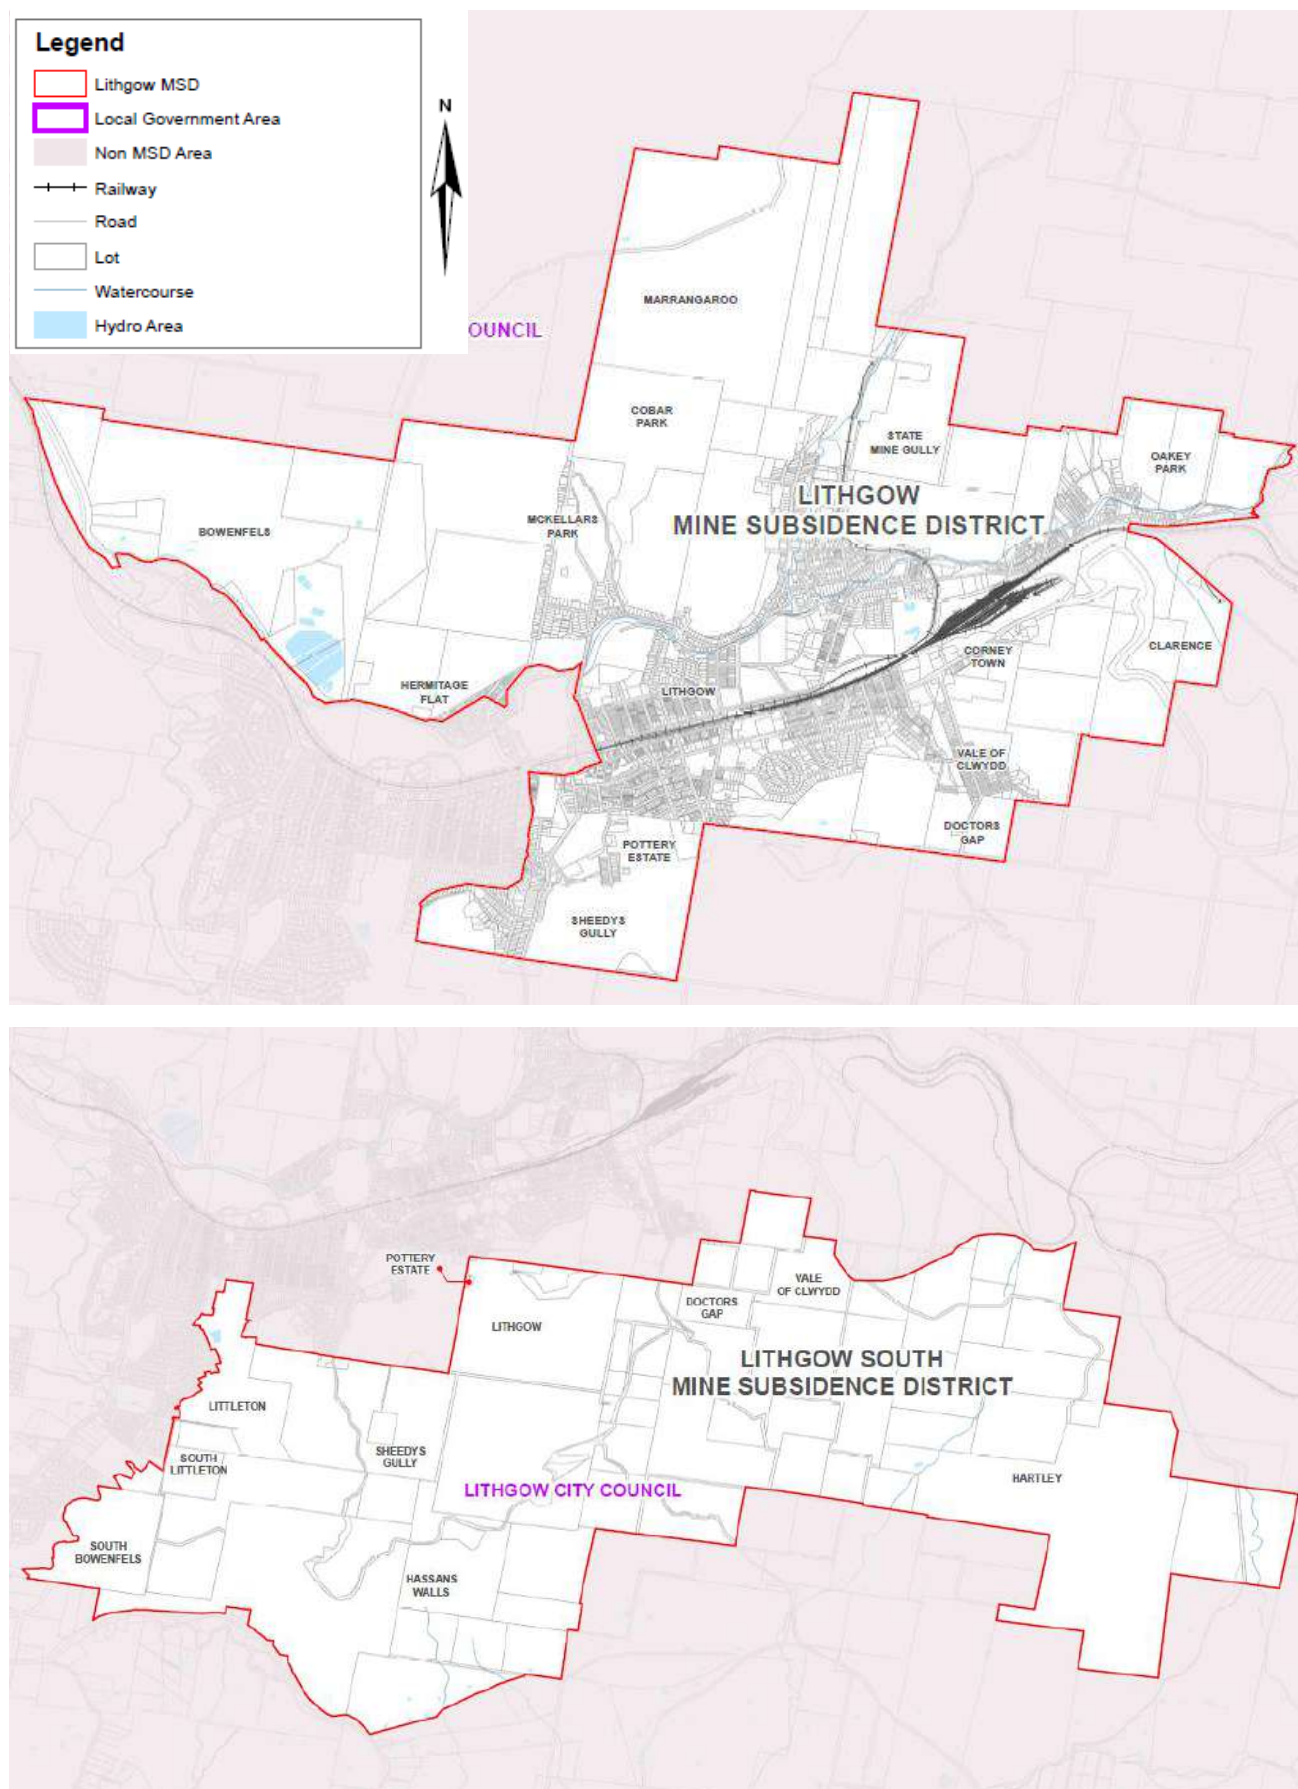 Legend
Lithgow MSD
Local Government Area
Non MSD Area
Railway
Road
Lot
Watercourse
Hydro Area
N
OUNCIL
MARRANGAROO
COBAR
PARK
STATE
MINE GULLY
OAKEY
PARK
LITHGOW
MINE SUBSIDENCE DISTRICT
MCKELLARS
PARK
BOWENFELS
CLARENCE
CORNEY
TOWN
HERMITAGE
FLAT
LITHGOW
VALE OF
CLWYDD
DOCTORS
GAP
POTTERY
ESTATE
SHEEDYS
GULLY
POTTERY
ESTATE
VALE
OF CLWYDD
DOCTORS
GAP
LITHGOW
LITHGOW SOUTH
MINE SUBSIDENCE DISTRICT
LITTLETON
SHEEDYS
GULLY
SOUTH
LITTLETON
HARTLEY
LITHGOW CITY COUNCIL
SOUTH
BOWENFELS
HASSANS
WALLS